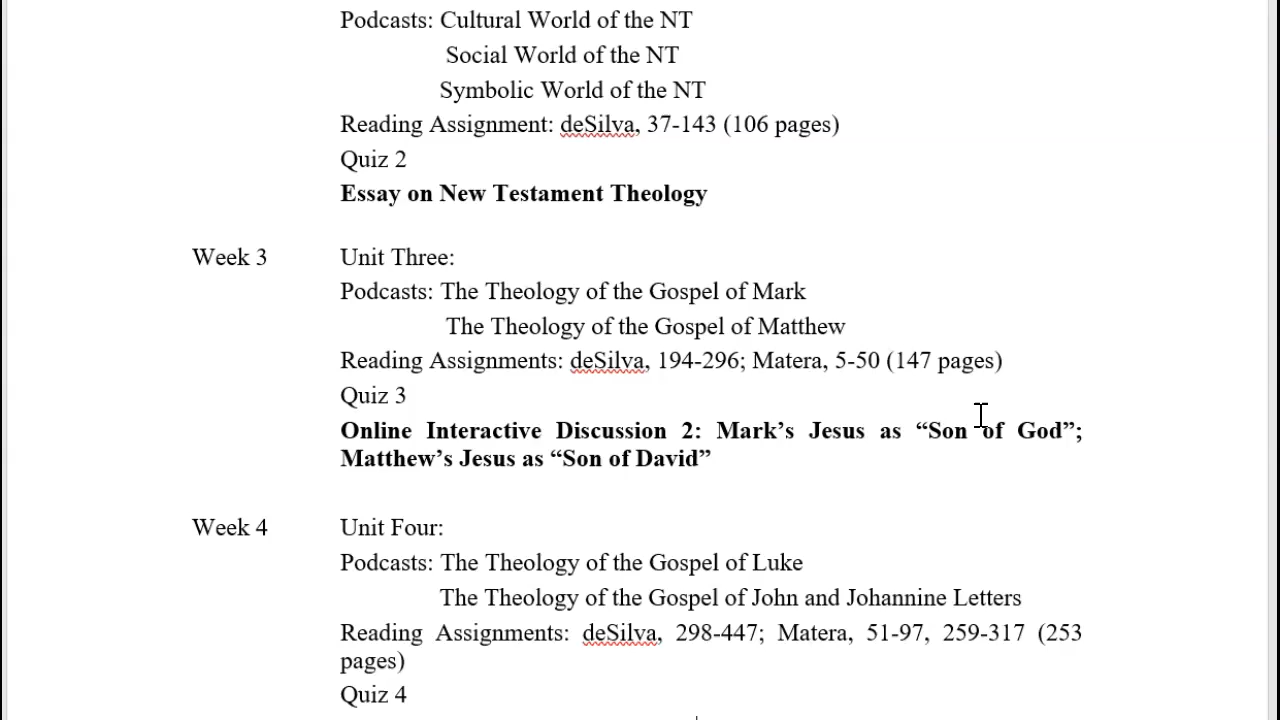 Podcasts: Cultural World of the NT
Social World of the NT
Symbolic World of the NT
Reading Assignment: deSilva, 37-143 (106 pages)
Quiz 2
Essay on New Testament Theology
Week 3 Unit Three:
Podcasts: The Theology of the Gospel of Mark
The Theology of the Gospel of Matthew
Reading Assignments: deSilva, 194-296; Matera, 5-50 (147 pages)
Quiz 3
Online Interactive Discussion 2: Mark’s Jesus as “Son of God”;
Matthew’s Jesus as “Son of David”
Week 4 Unit Four:
Podcasts: The Theology of the Gospel of Luke
The Theology of the Gospel of John and Johannine Letters
Reading Assignments: deSilva, 298-447; Matera, 51-97, 259-317 (253
pages)
Quiz 4